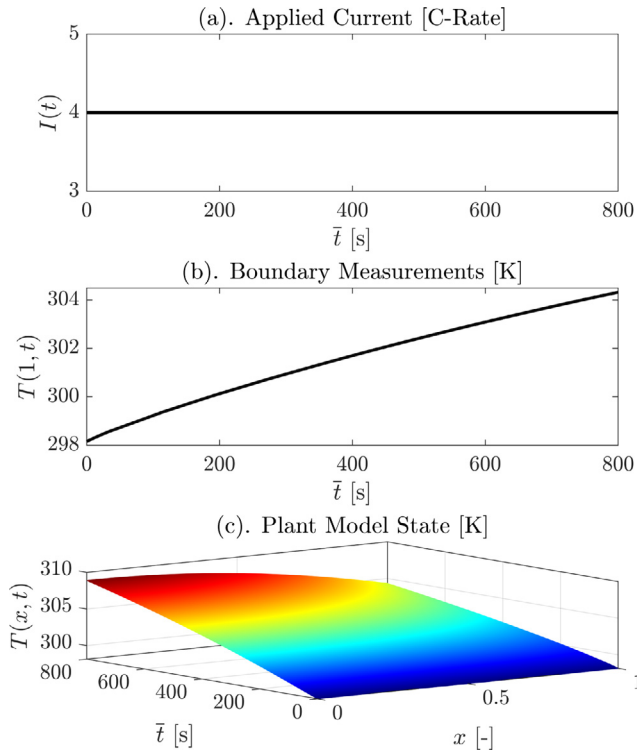 (a). Applied Current [C-Rate]
5
4
3
I(t)
0 200 400 600 800
t̄ [s]
(b). Boundary Measurements [K]
304
302
300
298
T(1, t)
0 200 400 600 800
t̄ [s]
(c). Plant Model State [K]
310
305
300
T(x, t)
800 600 400 200 0
0 0.5 1
t̄ [s]
x [-]